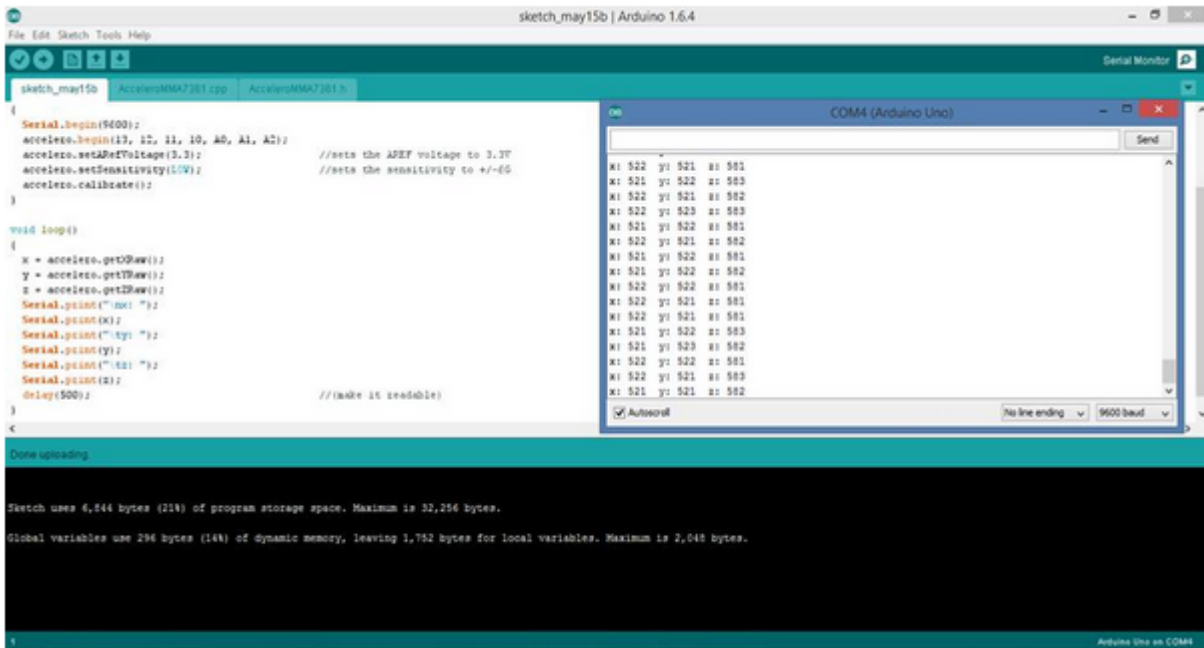 sketch_may15b | Arduino 1.6.4
File Edit Sketch Tools Help
Serial Monitor
sketch_may15b AcceleroMMA7361.cpp AcceleroMMA7361.h
{
Serial.begin(9600);
accelero.begin(13, 12, 11, 10, A0, A1, A2);
accelero.setARefVoltage(3.3); //sets the AREF voltage to 3.3V
accelero.setSensitivity(LOW); //sets the sensitivity to +/-6G
accelero.calibrate();
}
void loop()
{
x = accelero.getXRaw();
y = accelero.getYRaw();
z = accelero.getZRaw();
Serial.print("\nx: ");
Serial.print(x);
Serial.print("\ty: ");
Serial.print(y);
Serial.print("\tz: ");
Serial.print(z);
delay(500); //(make it readable)
}
COM4 (Arduino Uno)
Send
x: 522 y: 521 z: 581
x: 521 y: 522 z: 583
x: 522 y: 521 z: 582
x: 522 y: 523 z: 583
x: 521 y: 522 z: 581
x: 522 y: 521 z: 582
x: 521 y: 522 z: 581
x: 521 y: 522 z: 582
x: 522 y: 522 z: 581
x: 522 y: 521 z: 581
x: 522 y: 521 z: 581
x: 521 y: 522 z: 583
x: 521 y: 523 z: 582
x: 522 y: 522 z: 581
x: 522 y: 521 z: 583
x: 521 y: 521 z: 582
Autoscroll
No line ending
9600 baud
Done uploading.
Sketch uses 6,844 bytes (21%) of program storage space. Maximum is 32,256 bytes.
Global variables use 296 bytes (14%) of dynamic memory, leaving 1,752 bytes for local variables. Maximum is 2,048 bytes.
1
Arduino Uno on COM4